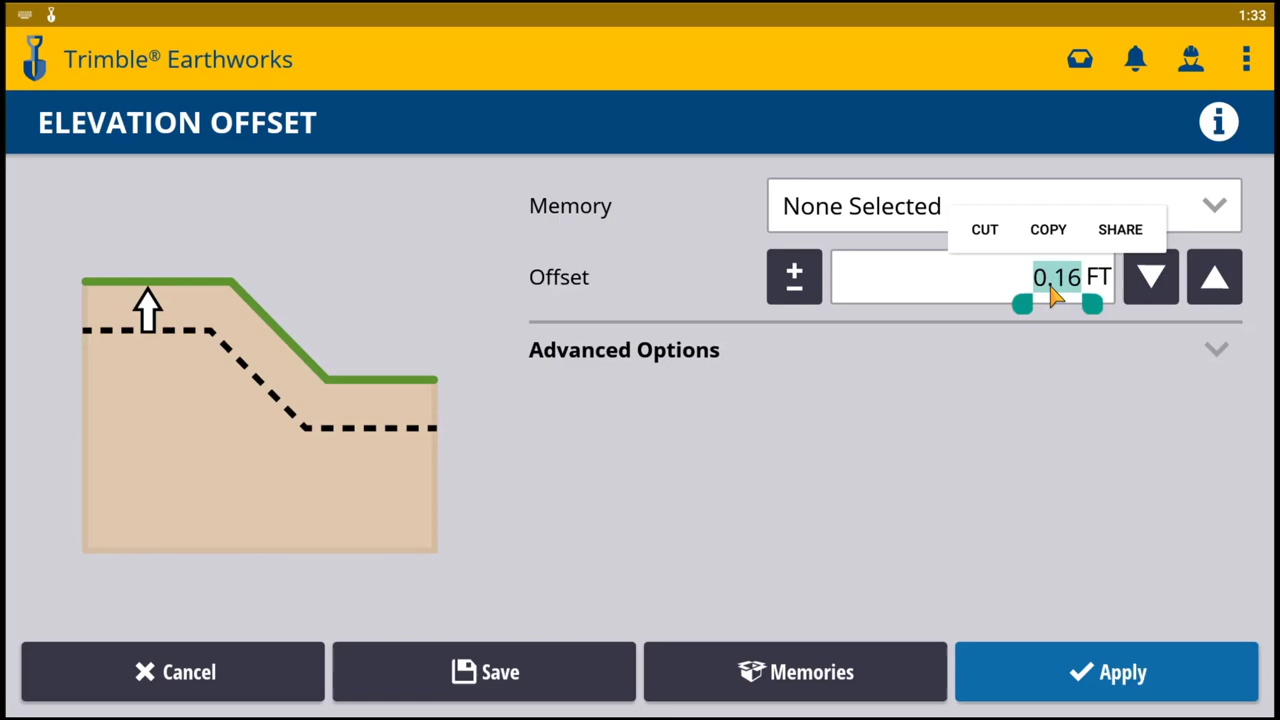 1:33
Trimble® Earthworks
ELEVATION OFFSET
Memory
None Selected
CUT COPY SHARE
Offset
0.16 FT
Advanced Options
Cancel
Save
Memories
Apply